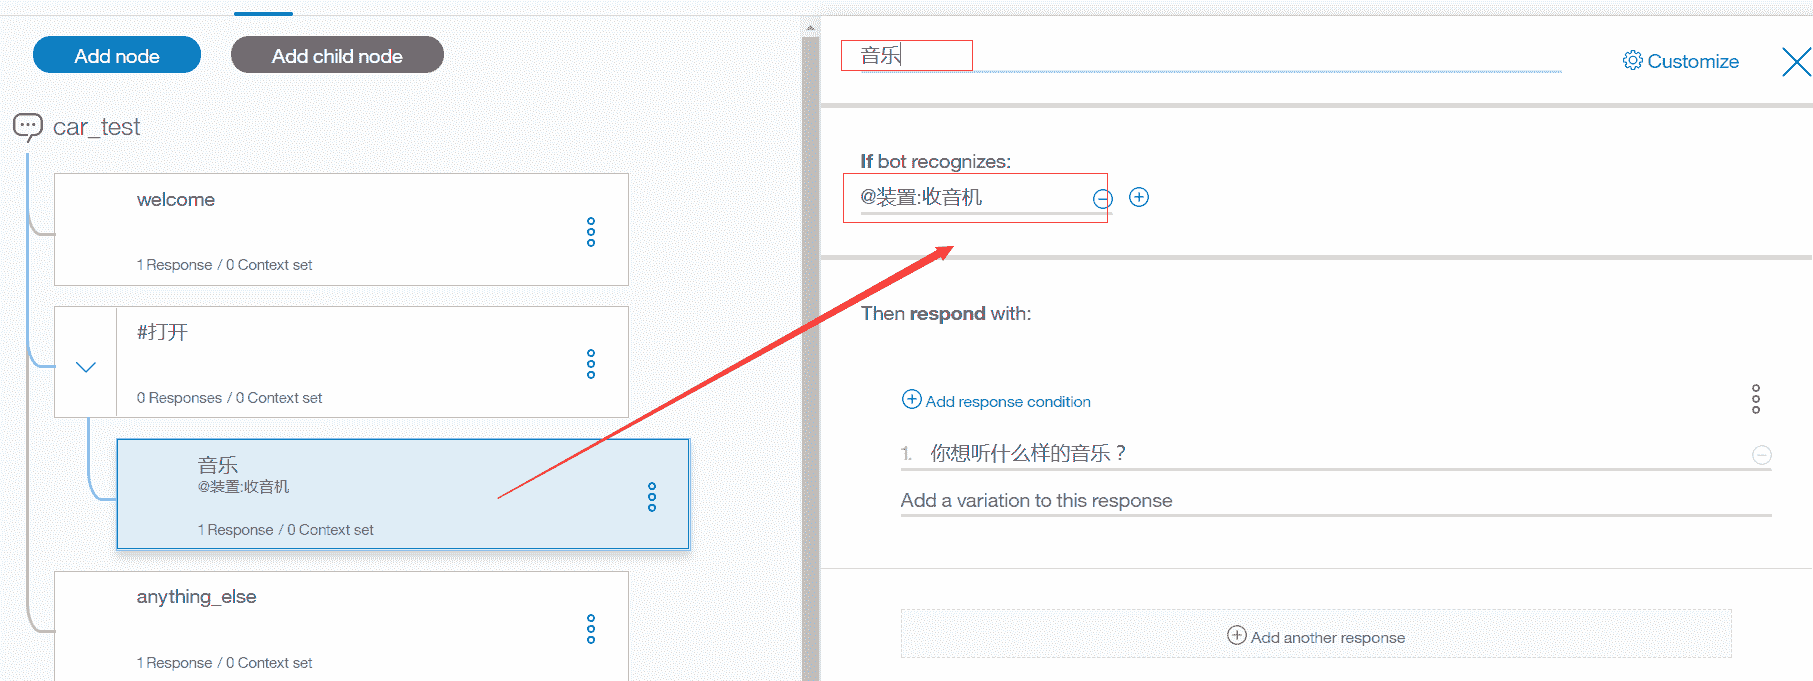 Add node
Add child node
car_test
welcome
1 Response / 0 Context set
#打开
0 Responses / 0 Context set
音乐
@装置:收音机
1 Response / 0 Context set
anything_else
1 Response / 0 Context set
音乐
Customize
If bot recognizes:
@装置:收音机
Then respond with:
Add response condition
1. 你想听什么样的音乐？
Add a variation to this response
Add another response